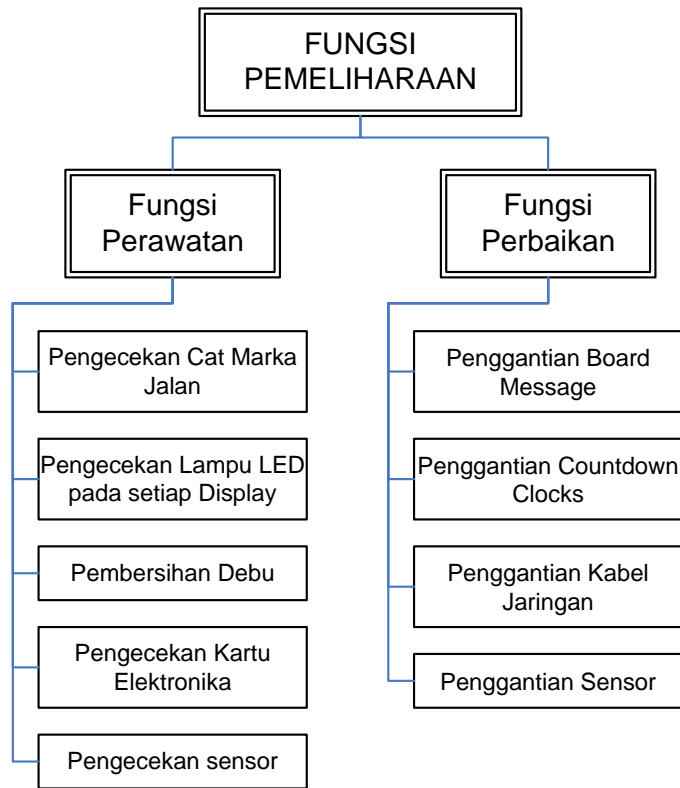 FUNGSI
PEMELIHARAAN
Fungsi
Perawatan
Pengecekan Cat Marka
Jalan
Pengecekan Lampu LED
pada setiap Display
Pembersihan Debu
Pengecekan Kartu
Elektronika
Pengecekan sensor
Fungsi
Perbaikan
Penggantian Board
Message
Penggantian Countdown
Clocks
Penggantian Kabel
Jaringan
Penggantian Sensor